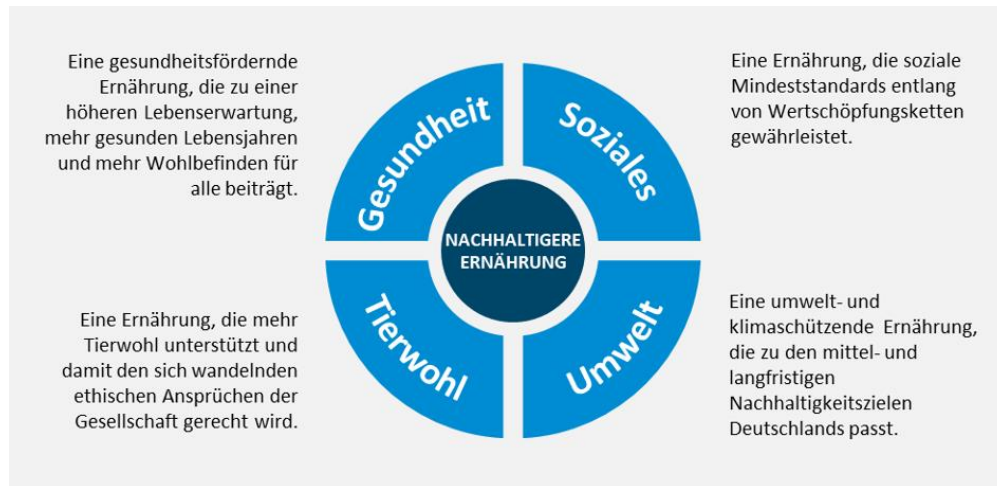 Eine gesundheitsfördernde
Ernährung, die zu einer
höheren Lebenserwartung,
mehr gesunden Lebensjahren
und mehr Wohlbefinden für
alle beiträgt.
Gesundheit
Soziales
Eine Ernährung, die soziale
Mindeststandards entlang
von Wertschöpfungsketten
gewährleistet.
NACHHALTIGERE
ERNÄHRUNG
Eine Ernährung, die mehr
Tierwohl unterstützt und
damit den sich wandelnden
ethischen Ansprüchen der
Gesellschaft gerecht wird.
Tierwohl
Umwelt
Eine umwelt- und
klimaschützende Ernährung,
die zu den mittel- und
langfristigen
Nachhaltigkeitszielen
Deutschlands passt.